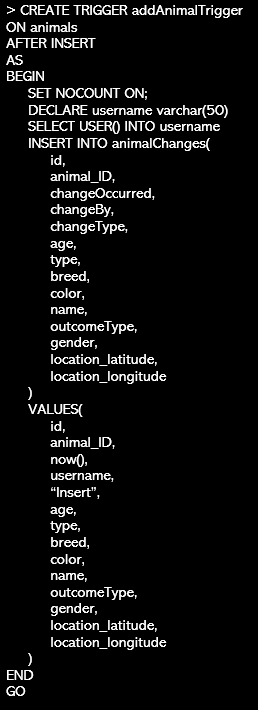 > CREATE TRIGGER addAnimalTrigger
ON animals
AFTER INSERT
AS
BEGIN
SET NOCOUNT ON;
DECLARE username varchar(50)
SELECT USER() INTO username
INSERT INTO animalChanges(
id,
animal_ID,
changeOccurred,
changeBy,
changeType,
age,
type,
breed,
color,
name,
outcomeType,
gender,
location_latitude,
location_longitude
)
VALUES(
id,
animal_ID,
now(),
username,
“Insert”,
age,
type,
breed,
color,
name,
outcomeType,
gender,
location_latitude,
location_longitude
)
END
GO